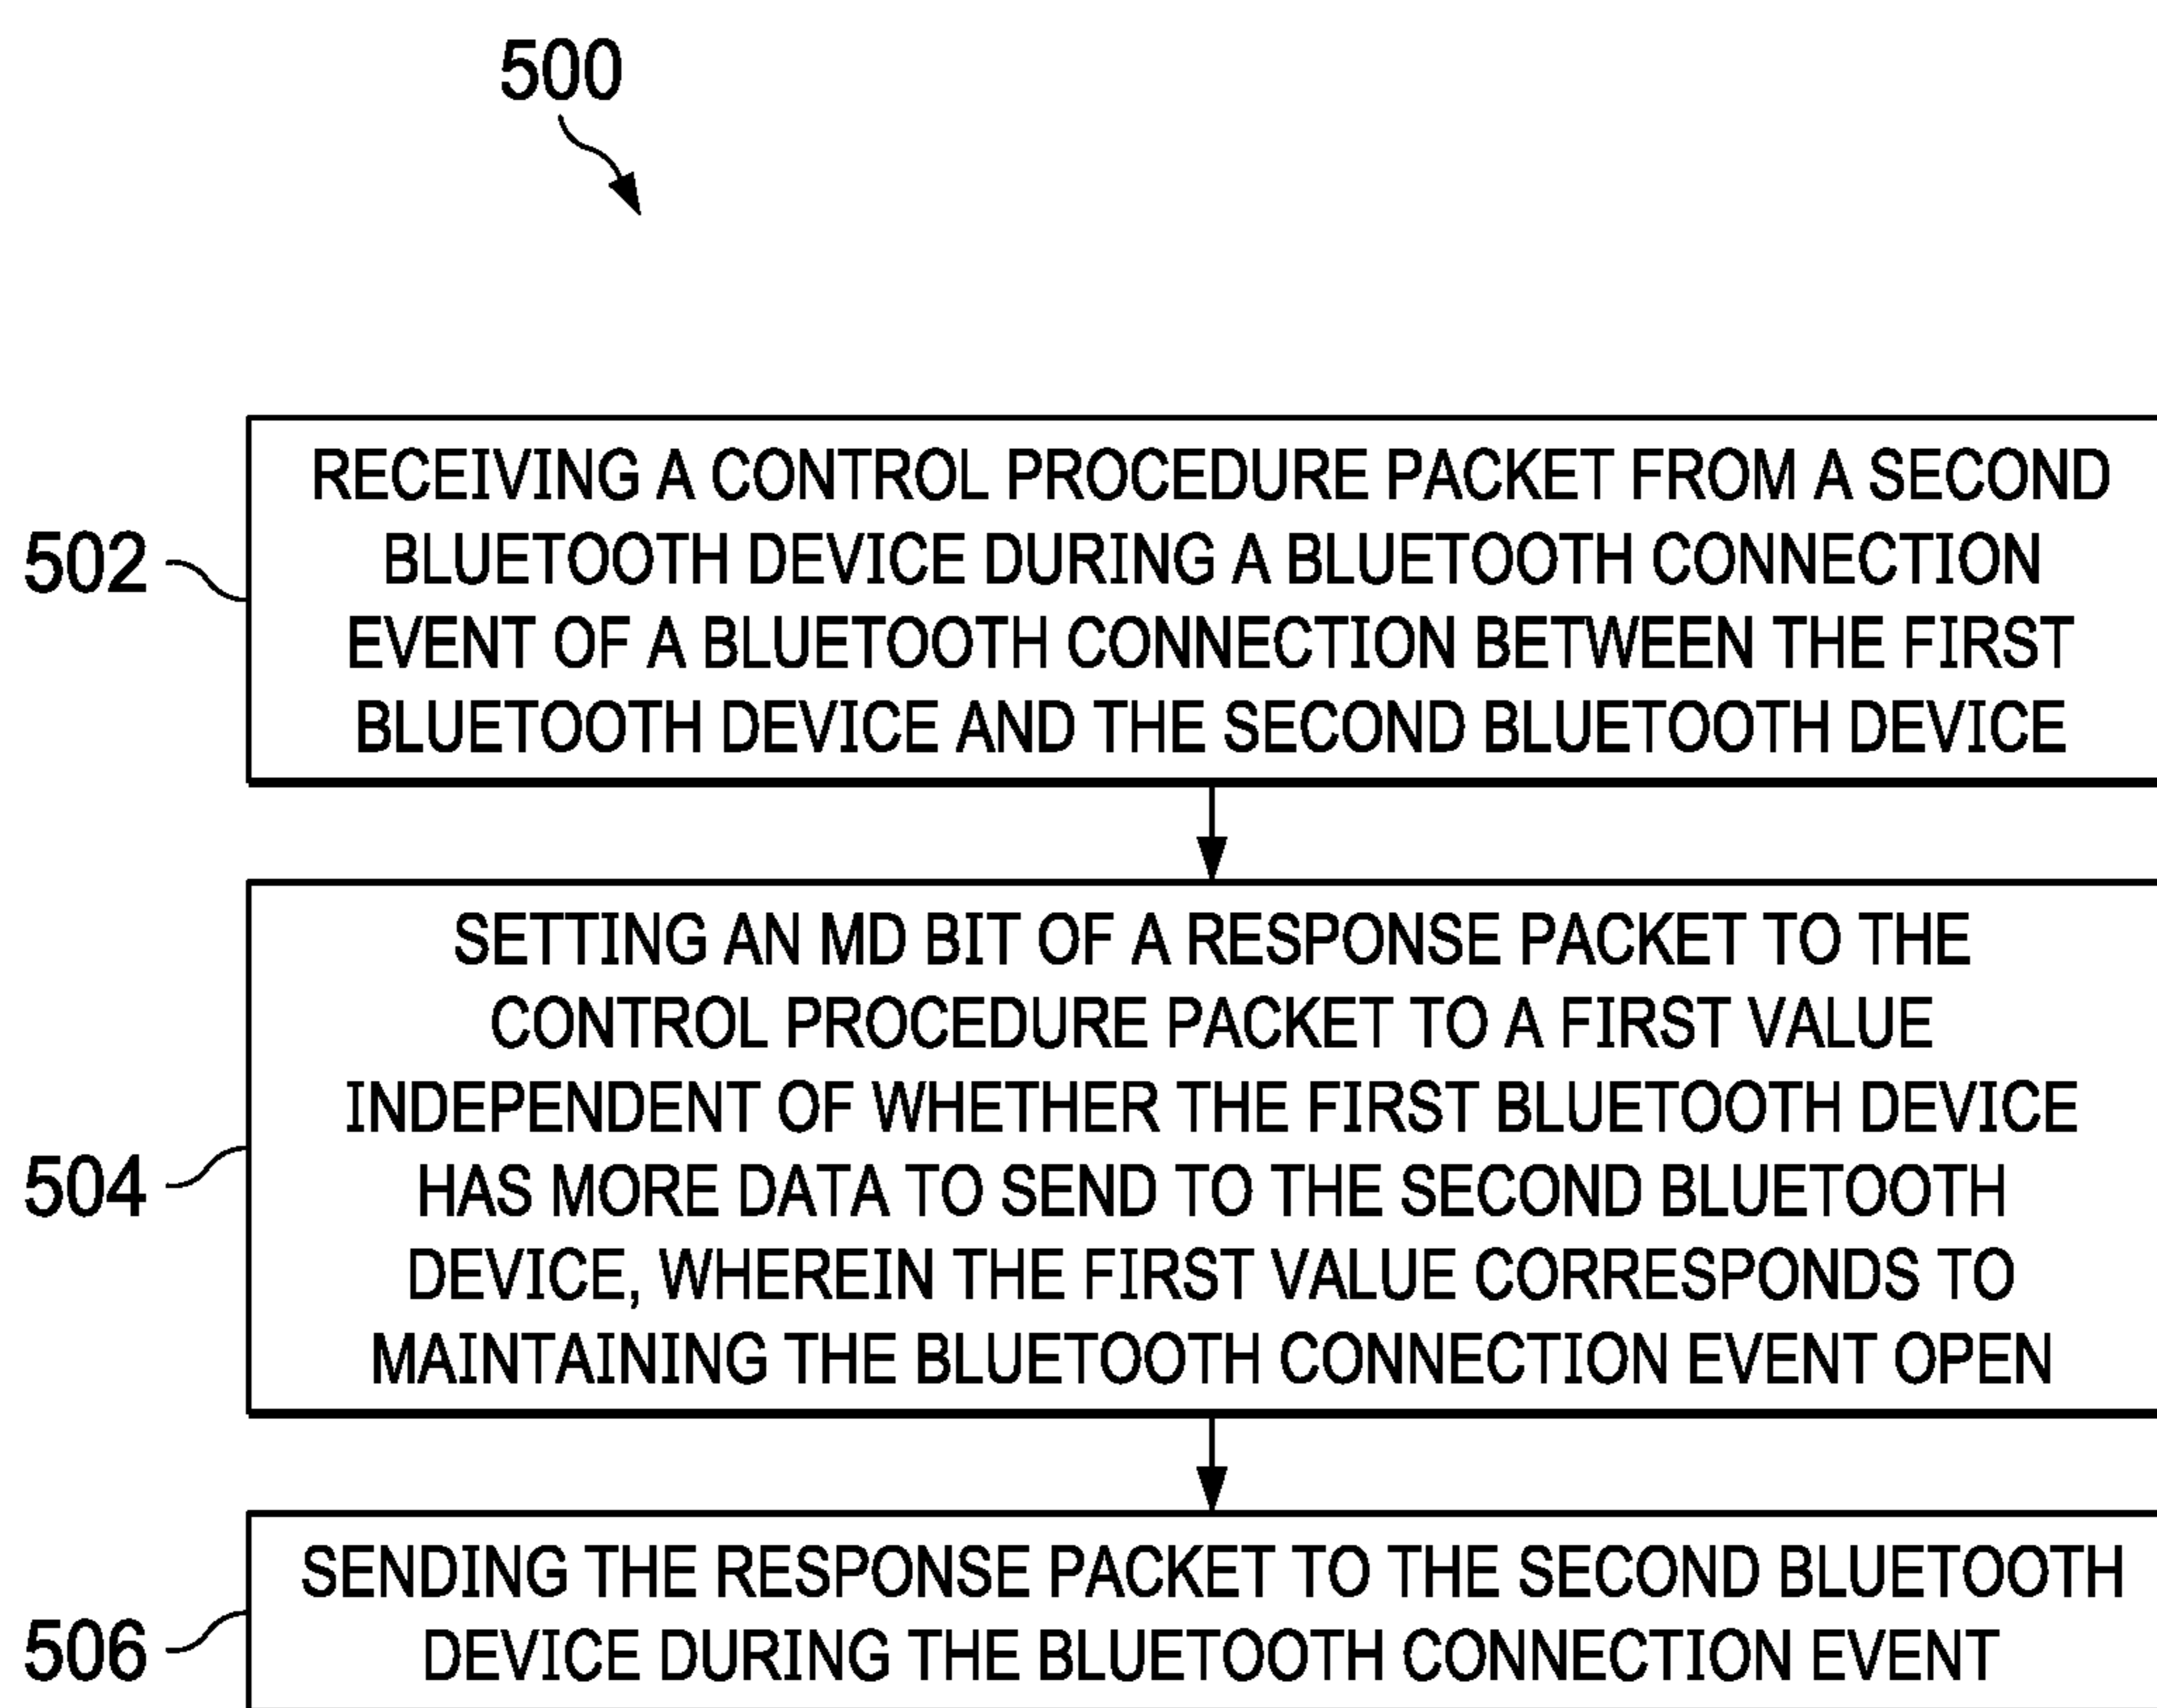 500
502
RECEIVING A CONTROL PROCEDURE PACKET FROM A SECOND
BLUETOOTH DEVICE DURING A BLUETOOTH CONNECTION
EVENT OF A BLUETOOTH CONNECTION BETWEEN THE FIRST
BLUETOOTH DEVICE AND THE SECOND BLUETOOTH DEVICE
504
SETTING AN MD BIT OF A RESPONSE PACKET TO THE
CONTROL PROCEDURE PACKET TO A FIRST VALUE
INDEPENDENT OF WHETHER THE FIRST BLUETOOTH DEVICE
HAS MORE DATA TO SEND TO THE SECOND BLUETOOTH
DEVICE, WHEREIN THE FIRST VALUE CORRESPONDS TO
MAINTAINING THE BLUETOOTH CONNECTION EVENT OPEN
506
SENDING THE RESPONSE PACKET TO THE SECOND BLUETOOTH
DEVICE DURING THE BLUETOOTH CONNECTION EVENT